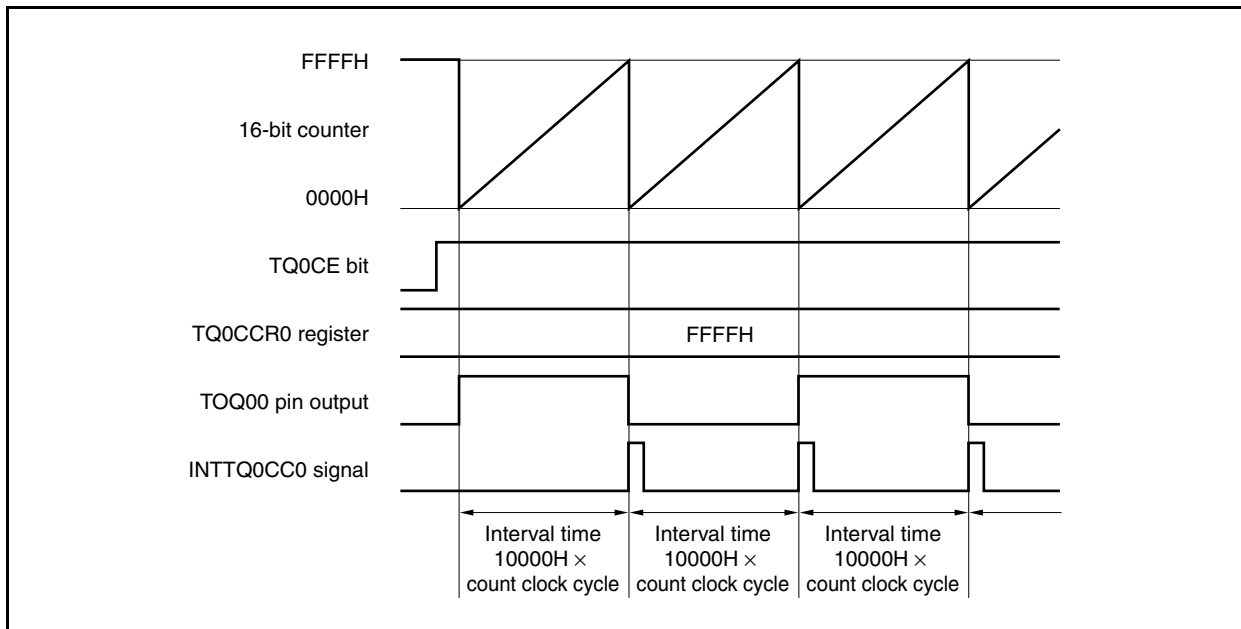 FFFFH
16-bit counter
0000H
TQ0CE bit
TQ0CCR0 register
FFFFH
TOQ00 pin output
INTTQ0CC0 signal
Interval time
10000H ×
count clock cycle
Interval time
10000H ×
count clock cycle
Interval time
10000H ×
count clock cycle